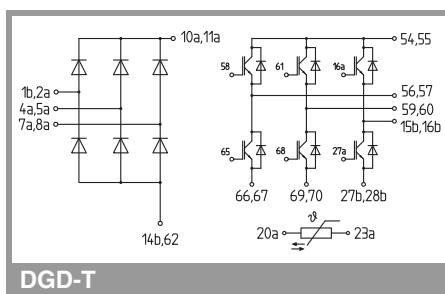 10a,11a
54,55
58
61
16a
1b,2a
4a,5a
7a,8a
56,57
59,60
15b,16b
65
68
27a
66,67
69,70
27b,28b
14b,62
ϑ
20a
23a
DGD-T